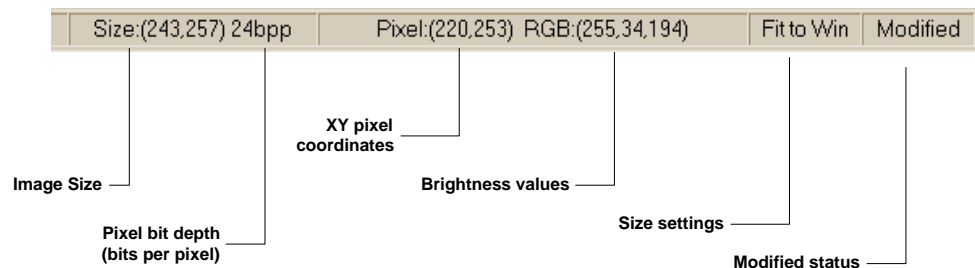 Size:(243,257) 24bpp
Pixel:(220,253) RGB:(255,34,194)
Fit to Win
Modified
XY pixel
coordinates
Image Size
Brightness values
Pixel bit depth
(bits per pixel)
Size settings
Modified status